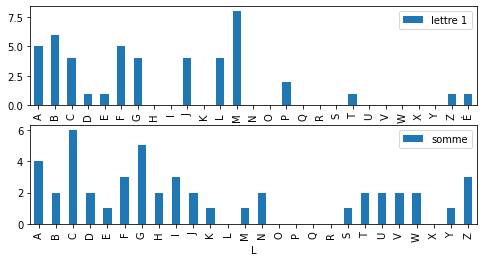 7.5
5.0
2.5
0.0
lettre 1
A B C D E F G H I J K L M N O P Q R S T U V W X Y Z É
6
4
2
0
somme
A B C D E F G H I J K L M N O P Q R S T U V W X Y Z
L